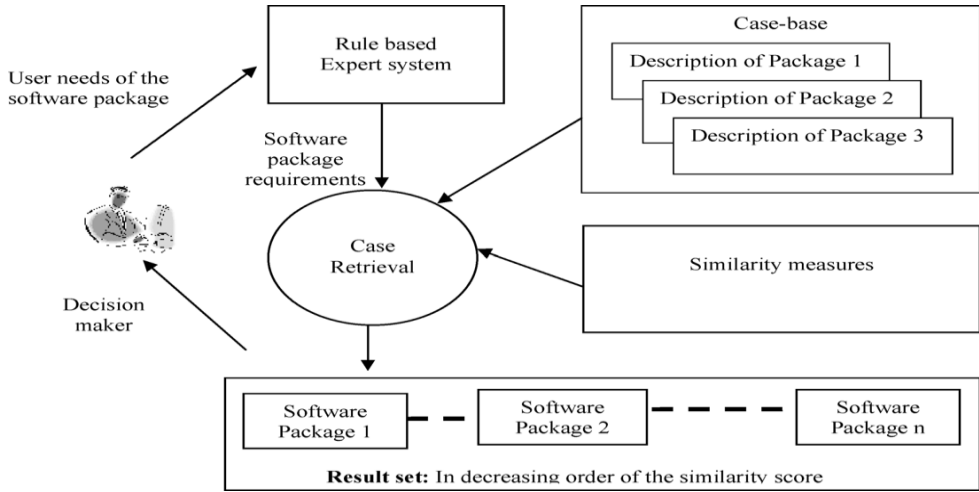 Rule based
Expert system
User needs of the
software package
Case-base
Description of Package 1
Description of Package 2
Description of Package 3
Software
package
requirements
Case
Retrieval
Similarity measures
Decision
maker
Software
Package 1
Software
Package 2
Software
Package n
Result set: In decreasing order of the similarity score